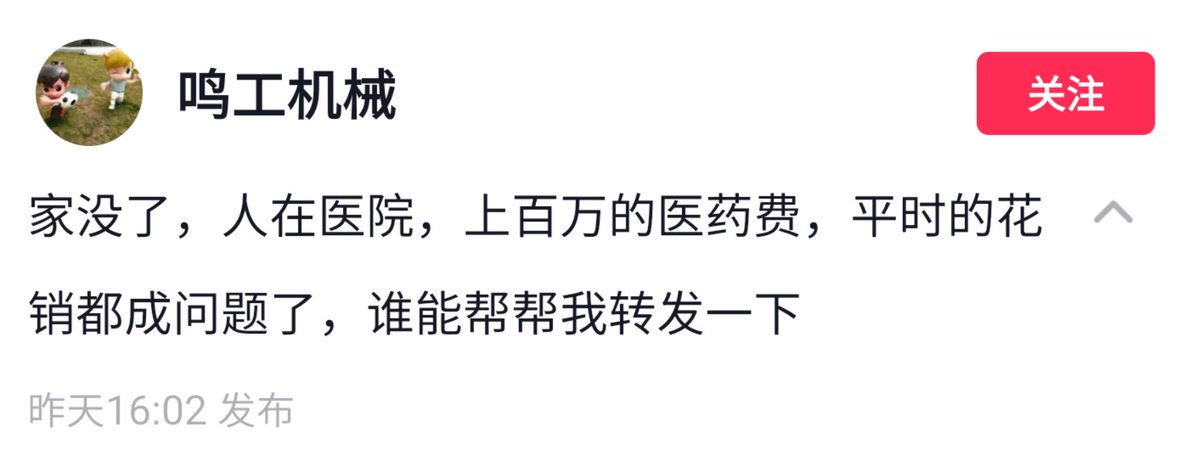 鸣工机械
关注
家没了，人在医院，上百万的医药费，平时的花
销都成问题了，谁能帮帮我转发一下
昨天16:02 发布